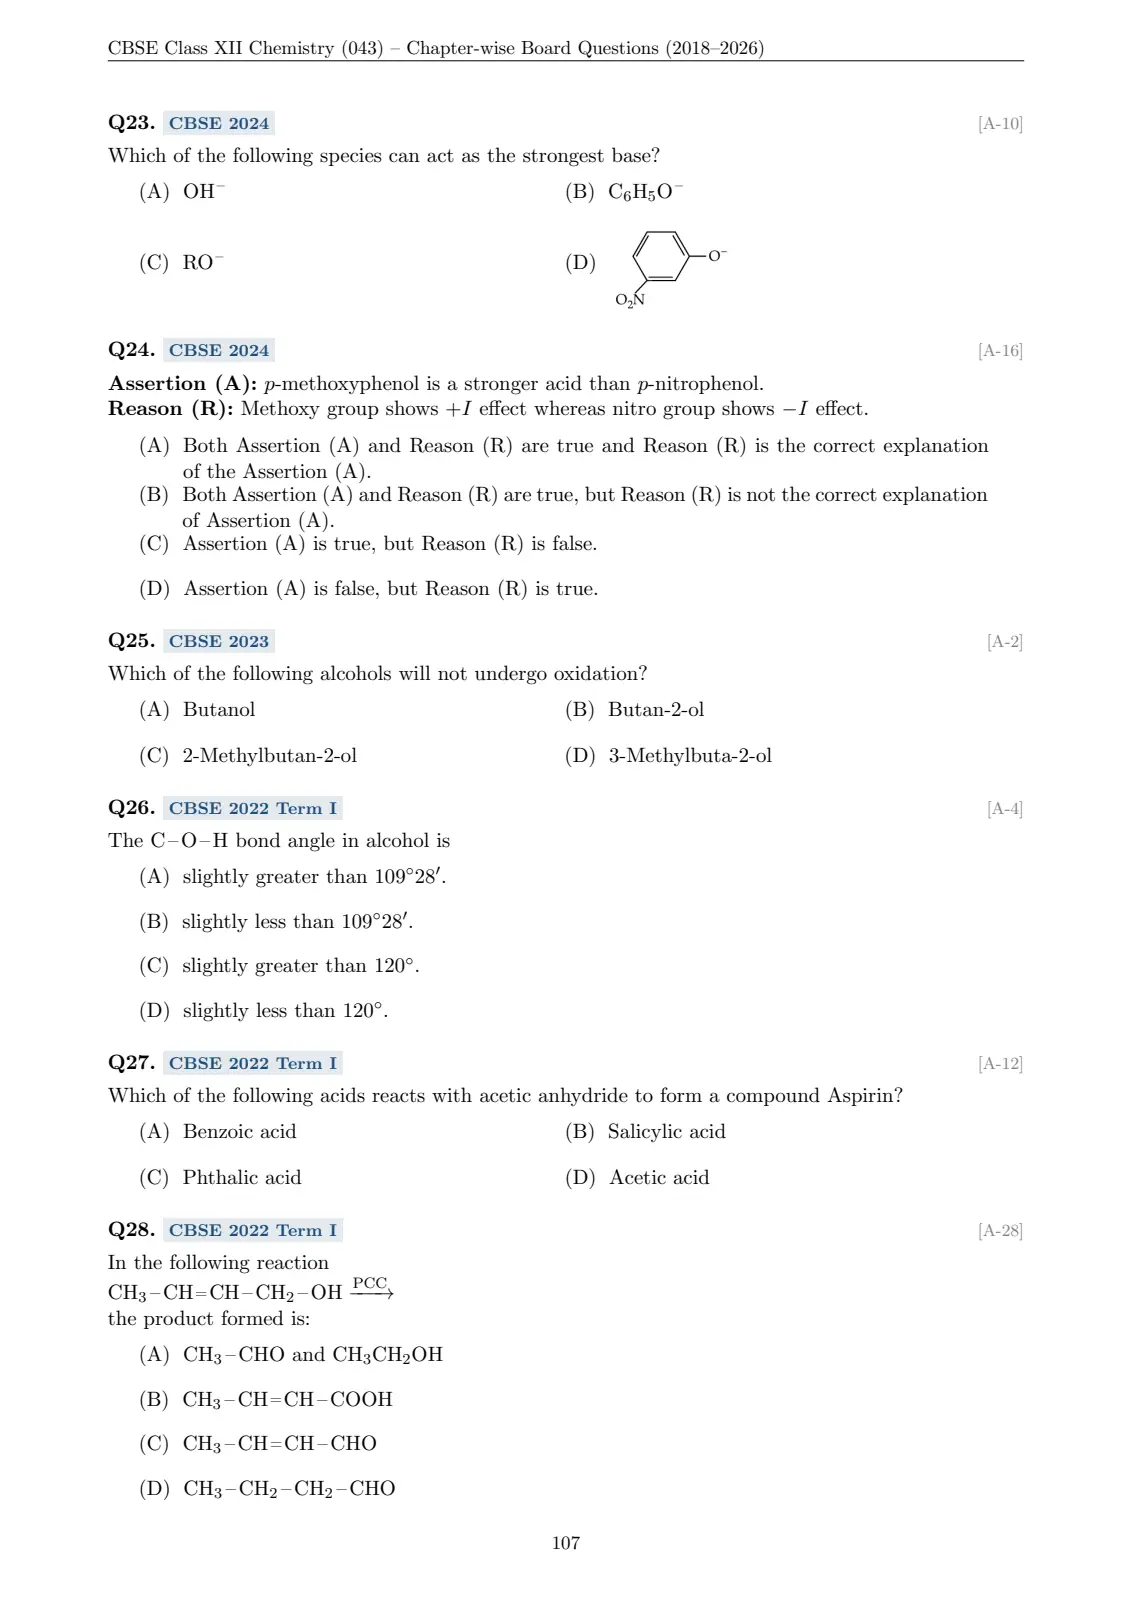 CBSE Class XII Chemistry (043) – Chapter-wise Board Questions (2018–2026)
Q23. CBSE 2024 [A-10]
Which of the following species can act as the strongest base?
(A) OH⁻ (B) C₆H₅O⁻
(C) RO⁻ (D) O⁻
O₂N
Q24. CBSE 2024 [A-16]
Assertion (A): p-methoxyphenol is a stronger acid than p-nitrophenol.
Reason (R): Methoxy group shows +I effect whereas nitro group shows −I effect.
(A) Both Assertion (A) and Reason (R) are true and Reason (R) is the correct explanation
of the Assertion (A).
(B) Both Assertion (A) and Reason (R) are true, but Reason (R) is not the correct explanation
of Assertion (A).
(C) Assertion (A) is true, but Reason (R) is false.
(D) Assertion (A) is false, but Reason (R) is true.
Q25. CBSE 2023 [A-2]
Which of the following alcohols will not undergo oxidation?
(A) Butanol (B) Butan-2-ol
(C) 2-Methylbutan-2-ol (D) 3-Methylbuta-2-ol
Q26. CBSE 2022 Term I [A-4]
The C–O–H bond angle in alcohol is
(A) slightly greater than 109°28′.
(B) slightly less than 109°28′.
(C) slightly greater than 120°.
(D) slightly less than 120°.
Q27. CBSE 2022 Term I [A-12]
Which of the following acids reacts with acetic anhydride to form a compound Aspirin?
(A) Benzoic acid (B) Salicylic acid
(C) Phthalic acid (D) Acetic acid
Q28. CBSE 2022 Term I [A-28]
In the following reaction
CH₃–CH=CH–CH₂–OH PCC→
the product formed is:
(A) CH₃–CHO and CH₃CH₂OH
(B) CH₃–CH=CH–COOH
(C) CH₃–CH=CH–CHO
(D) CH₃–CH₂–CH₂–CHO
107